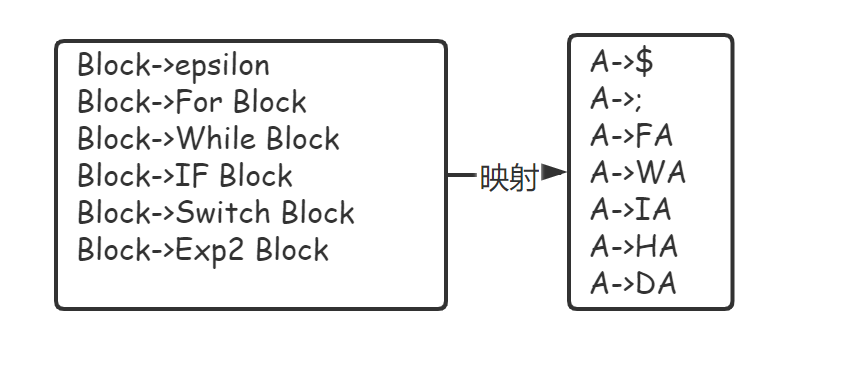 Block->epsilon
Block->For Block
Block->While Block
Block->IF Block
Block->Switch Block
Block->Exp2 Block
映射
A->$
A->;
A->FA
A->WA
A->IA
A->HA
A->DA